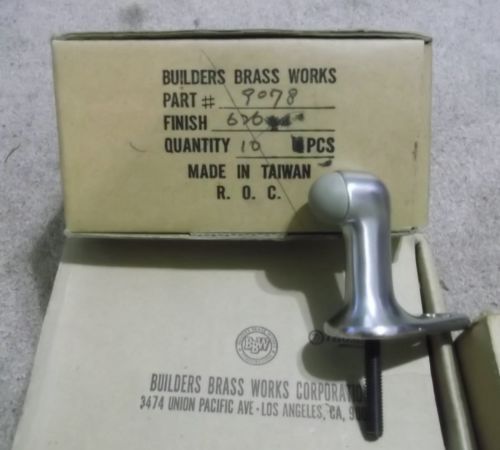 BUILDERS BRASS WORKS
PART # 9078
FINISH 626
QUANTITY 10 PCS
MADE IN TAIWAN
R. O. C.
BBW
BUILDERS BRASS WORKS CORPORATION
3474 UNION PACIFIC AVE - LOS ANGELES, CA,